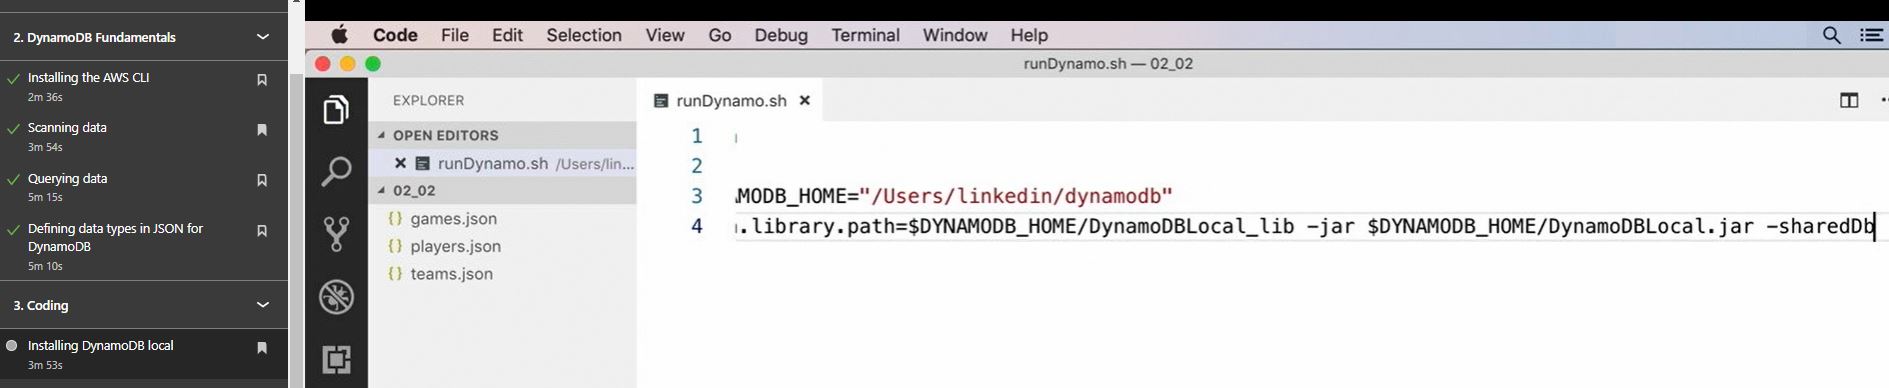 2. DynamoDB Fundamentals
Installing the AWS CLI
2m 36s
Scanning data
3m 54s
Querying data
5m 15s
Defining data types in JSON for
DynamoDB
5m 10s
3. Coding
Installing DynamoDB local
3m 53s
Code File Edit Selection View Go Debug Terminal Window Help
runDynamo.sh — 02_02
EXPLORER
OPEN EDITORS
runDynamo.sh /Users/lin...
02_02
{} games.json
{} players.json
{} teams.json
runDynamo.sh
1
2
3 MODB_HOME="/Users/linkedin/dynamodb"
4 .library.path=$DYNAMODB_HOME/DynamoDBLocal_lib -jar $DYNAMODB_HOME/DynamoDBLocal.jar -sharedDb